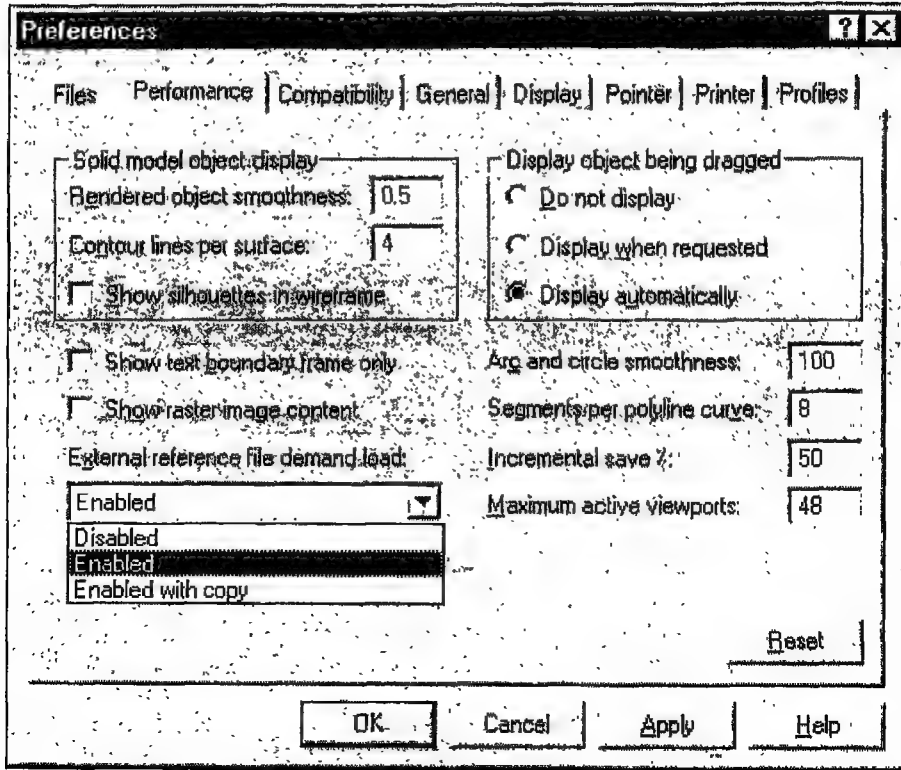 Preferences ? X
Files Performance Compatibility General Display Pointer Printer Profiles
Solid model object display
Rendered object smoothness: 0.5
Contour lines per surface: 4
Show silhouettes in wireframe
Display object being dragged
Do not display
Display when requested
Display automatically
Show text boundary frame only
Show raster image content
External reference file demand load:
Enabled
Disabled
Enabled
Enabled with copy
Arc and circle smoothness: 100
Segments per polyline curve: 8
Incremental save %: 50
Maximum active viewports: 48
Reset
OK Cancel Apply Help